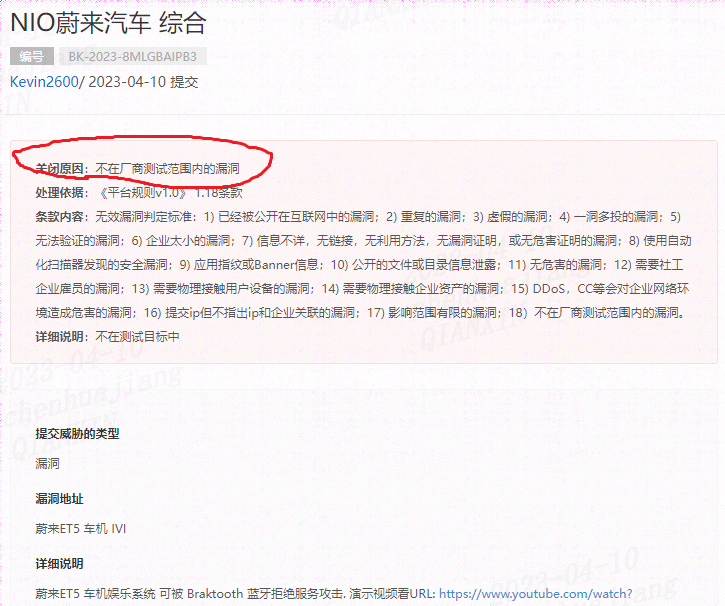 NIO蔚来汽车 综合
编号 BK-2023-8MLGBAIPB3
Kevin2600/ 2023-04-10 提交
关闭原因：不在厂商测试范围内的漏洞
处理依据：《平台规则v1.0》 1.18条款
条款内容：无效漏洞判定标准：1) 已经被公开在互联网中的漏洞；2) 重复的漏洞；3) 虚假的漏洞；4) 一洞多投的漏洞；5)
无法验证的漏洞；6) 企业太小的漏洞；7) 信息不详，无链接，无利用方法，无漏洞证明，或无危害证明的漏洞；8) 使用自动
化扫描器发现的安全漏洞；9) 应用指纹或Banner信息；10) 公开的文件或目录信息泄露；11) 无危害的漏洞；12) 需要社工
企业雇员的漏洞；13) 需要物理接触用户设备的漏洞；14) 需要物理接触企业资产的漏洞；15) DDoS，CC等会对企业网络环
境造成危害的漏洞；16) 提交ip但不指出ip和企业关联的漏洞；17) 影响范围有限的漏洞；18）不在厂商测试范围内的漏洞。
详细说明：不在测试目标中
2023-04-10
chenhuajiang
QIANXIN
提交威胁的类型
漏洞
漏洞地址
蔚来ET5 车机 IVI
详细说明
蔚来ET5 车机娱乐系统 可被 Braktooth 蓝牙拒绝服务攻击. 演示视频看URL: https://www.youtube.com/watch?